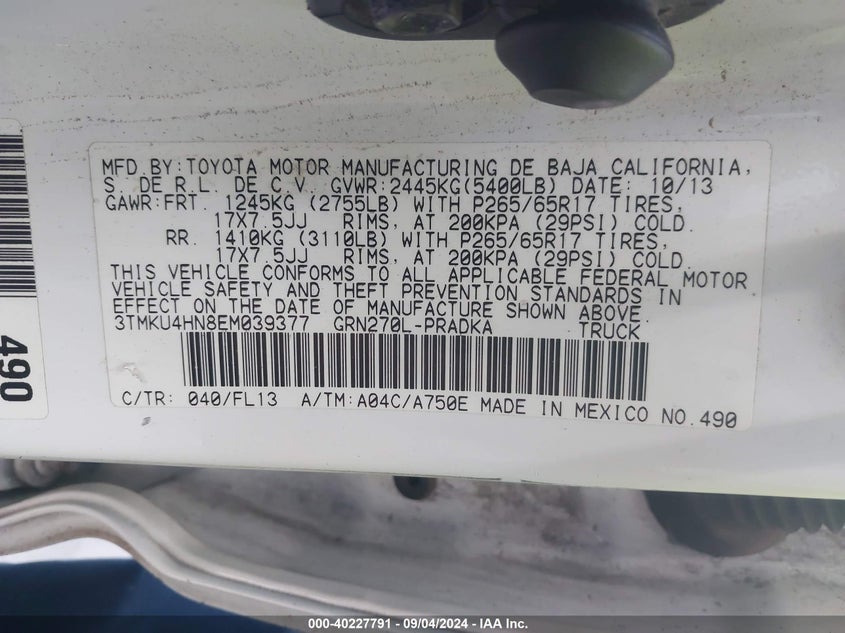 MFD BY:TOYOTA MOTOR MANUFACTURING DE BAJA CALIFORNIA,
S. DE R.L. DE C.V. GVWR:2445KG(5400LB) DATE: 10/13
GAWR:FRT. 1245KG (2755LB) WITH P265/65R17 TIRES,
17X7.5JJ RIMS, AT 200KPA (29PSI) COLD.
RR. 1410KG (3110LB) WITH P265/65R17 TIRES,
17X7.5JJ RIMS, AT 200KPA (29PSI) COLD.
THIS VEHICLE CONFORMS TO ALL APPLICABLE FEDERAL MOTOR
VEHICLE SAFETY AND THEFT PREVENTION STANDARDS IN
EFFECT ON THE DATE OF MANUFACTURE SHOWN ABOVE.
3TMKU4HN8EM039377 GRN270L-PRADKA TRUCK
C/TR: 040/FL13 A/TM:A04C/A750E MADE IN MEXICO NO.490
490
000-40227791 - 09/04/2024 - IAA Inc.